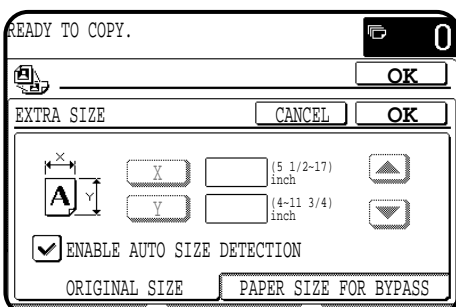 READY TO COPY.
0
OK
EXTRA SIZE
CANCEL
OK
X
X
(5 1/2~17)
inch
A
Y
Y
(4~11 3/4)
inch
ENABLE AUTO SIZE DETECTION
ORIGINAL SIZE
PAPER SIZE FOR BYPASS